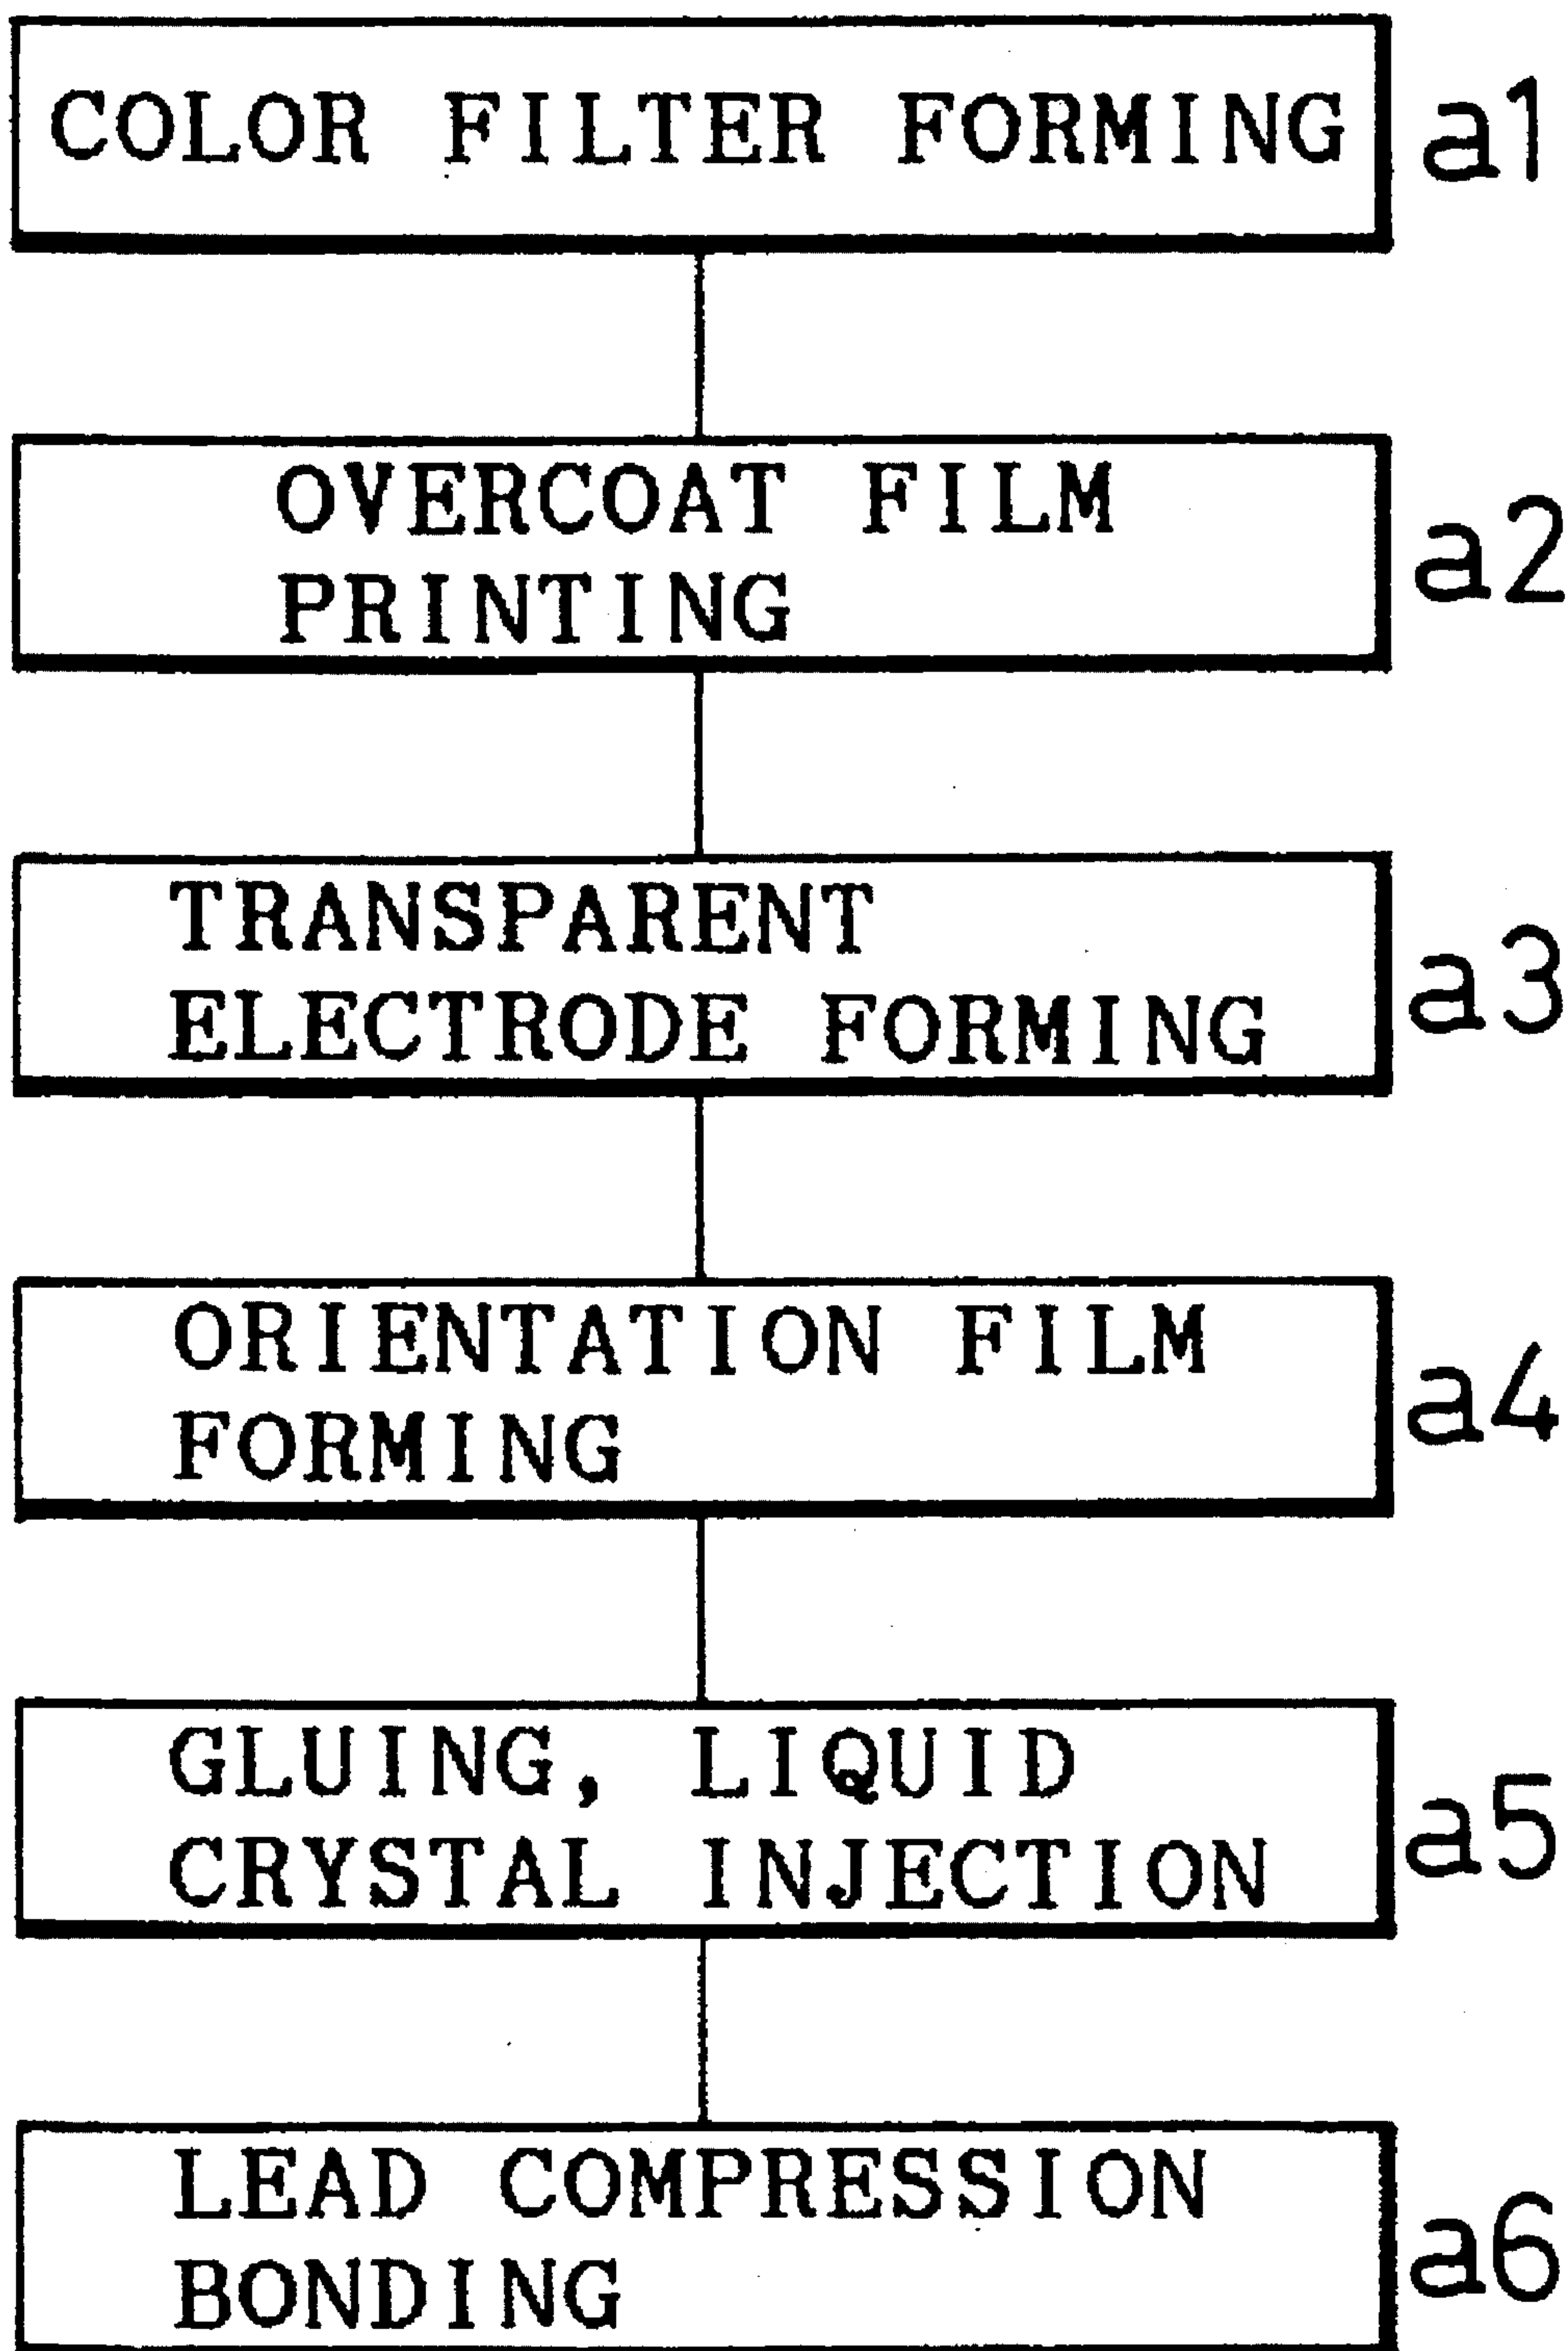 COLOR FILTER FORMING a1
OVERCOAT FILM
PRINTING
a2
TRANSPARENT
ELECTRODE FORMING
a3
ORIENTATION FILM
FORMING
a4
GLUING, LIQUID
CRYSTAL INJECTION
a5
LEAD COMPRESSION
BONDING
a6